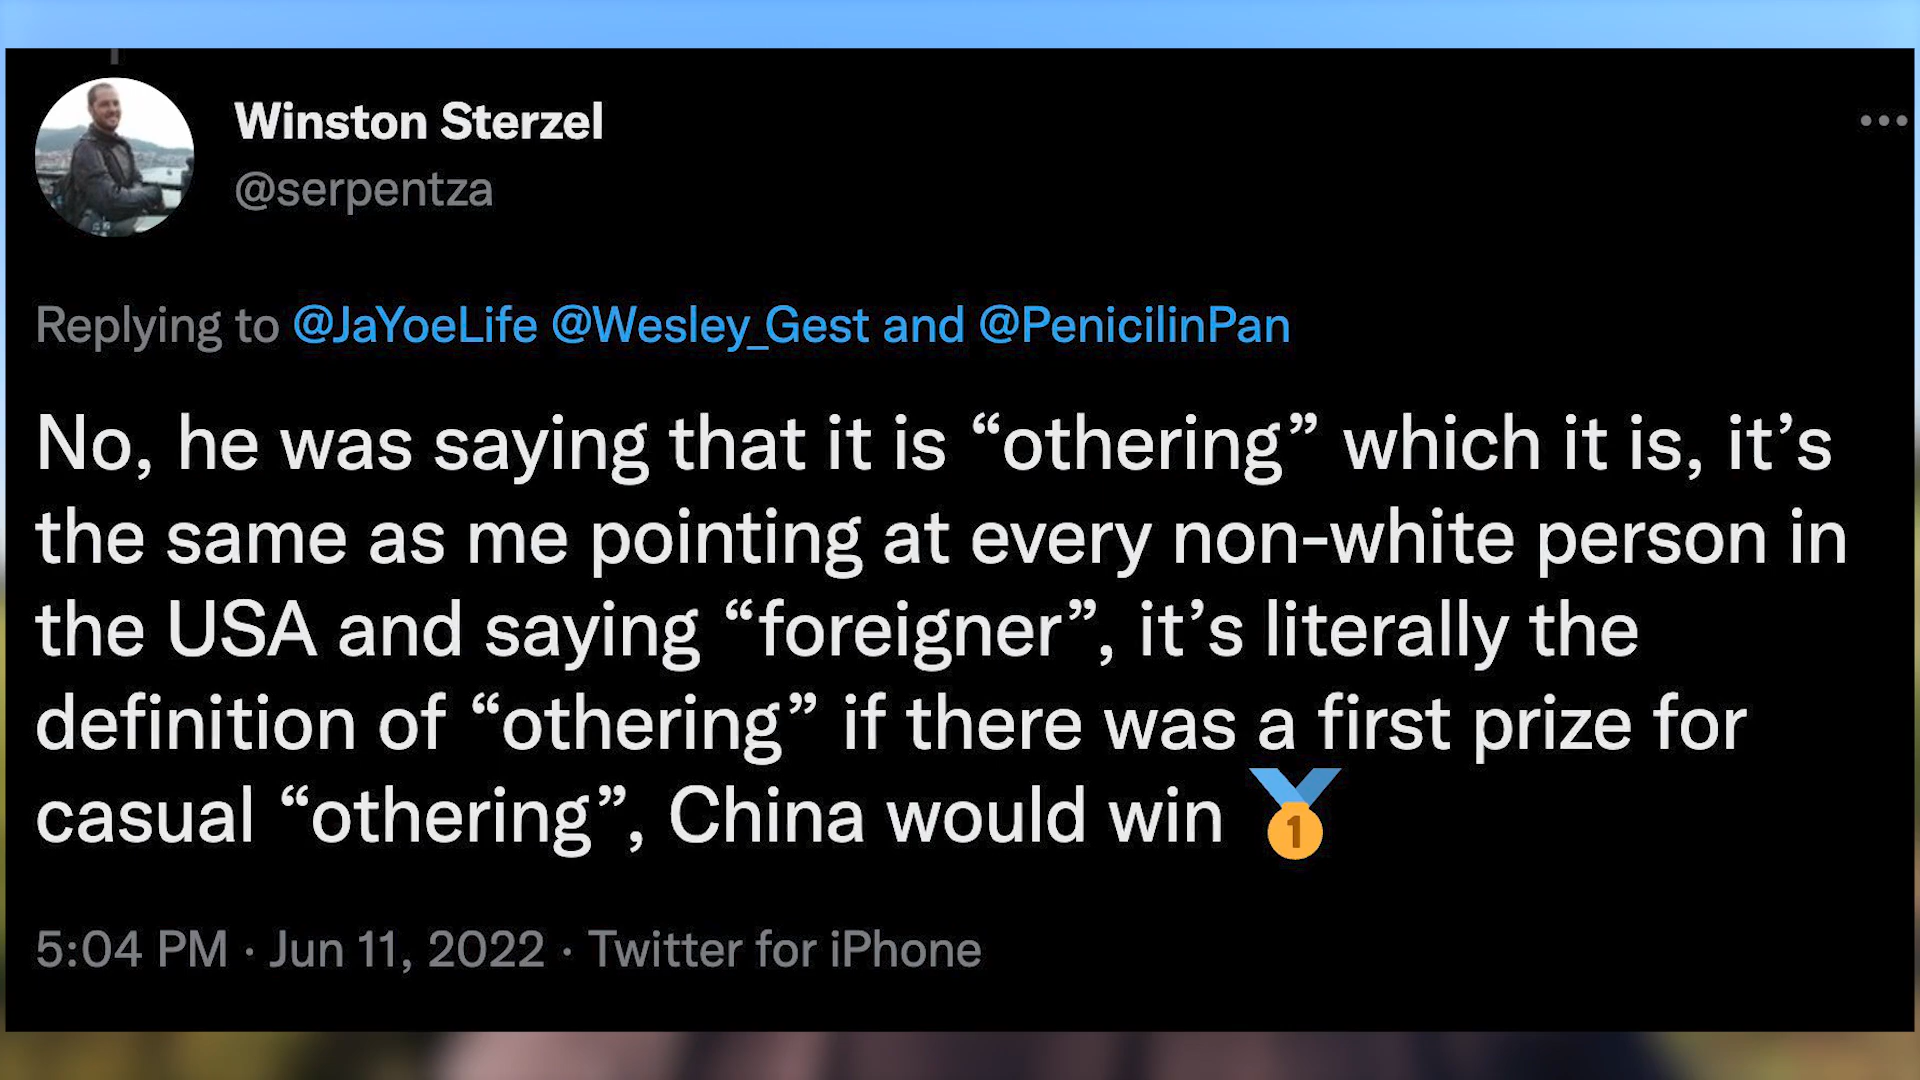 Winston Sterzel
@serpentza
Replying to @JaYoeLife @Wesley_Gest and @PenicilinPan
No, he was saying that it is “othering” which it is, it’s
the same as me pointing at every non-white person in
the USA and saying “foreigner”, it’s literally the
definition of “othering” if there was a first prize for
casual “othering”, China would win 🥇
5:04 PM · Jun 11, 2022 · Twitter for iPhone